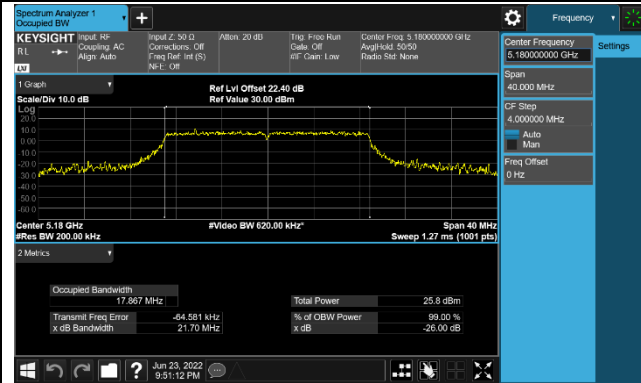 Spectrum Analyzer 1
Occupied BW
Frequency
KEYSIGHT
RL
LXI
Input: RF
Coupling: AC
Align: Auto
Input Z: 50 Ω
Corrections: Off
Freq Ref: Int (S)
NFE: Off
Atten: 20 dB
Trig: Free Run
Gate: Off
#IF Gain: Low
Center Freq: 5.180000000 GHz
Avg|Hold: 50/50
Radio Std: None
Center Frequency
5.180000000 GHz
Settings
Span
40.000 MHz
CF Step
4.000000 MHz
Auto
Man
Freq Offset
0 Hz
1 Graph
Scale/Div 10.0 dB
Ref Lvl Offset 22.40 dB
Ref Value 30.00 dBm
Log
20.0
10.0
0.00
-10.0
-20.0
-30.0
-40.0
-50.0
-60.0
Center 5.18 GHz
#Res BW 200.00 kHz
#Video BW 620.00 kHz*
Span 40 MHz
Sweep 1.27 ms (1001 pts)
2 Metrics
Occupied Bandwidth
17.867 MHz
Transmit Freq Error -64.581 kHz
x dB Bandwidth 21.70 MHz
Total Power 25.8 dBm
% of OBW Power 99.00 %
x dB -26.00 dB
?
Jun 23, 2022
9:51:12 PM